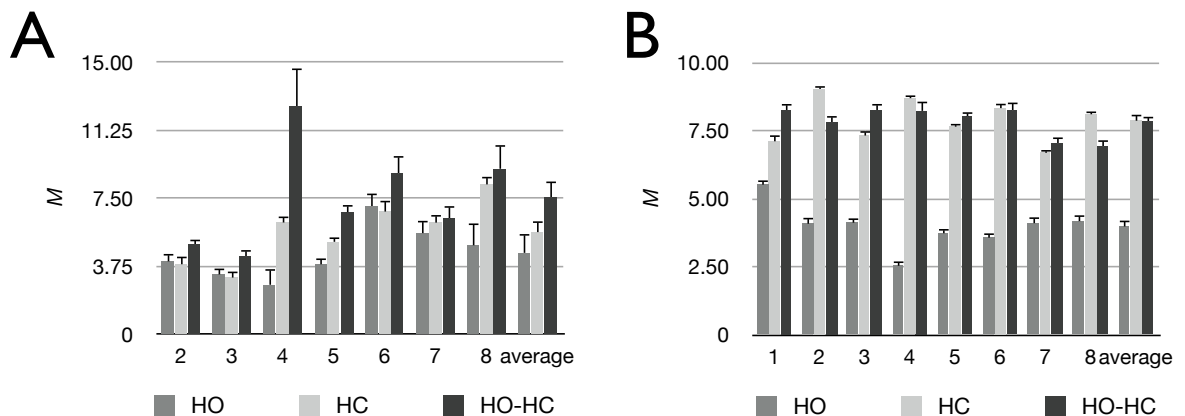 A
15.00
11.25
7.50
3.75
0
M
2 3 4 5 6 7 8 average
HO HC HO-HC
B
10.00
7.50
5.00
2.50
0
M
1 2 3 4 5 6 7 8 average
HO HC HO-HC